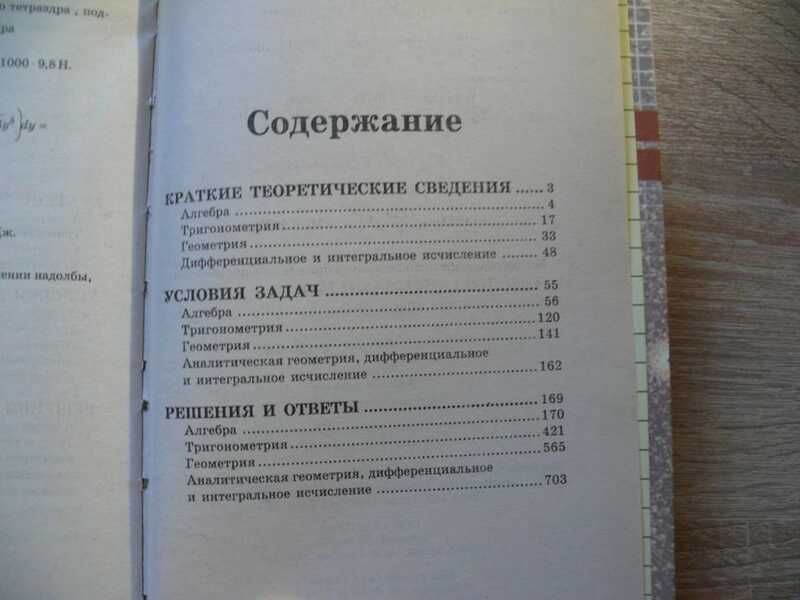 о тетраэдра , под-
ра
1000 · 9,8 Н.
dy =
Дж.
ении надолбы,
Содержание
КРАТКИЕ ТЕОРЕТИЧЕСКИЕ СВЕДЕНИЯ ...... 3
Алгебра ...... 4
Тригонометрия ...... 17
Геометрия ...... 33
Дифференциальное и интегральное исчисление ...... 48
УСЛОВИЯ ЗАДАЧ ...... 55
Алгебра ...... 56
Тригонометрия ...... 120
Геометрия ...... 141
Аналитическая геометрия, дифференциальное
и интегральное исчисление ...... 162
РЕШЕНИЯ И ОТВЕТЫ ...... 169
Алгебра ...... 170
Тригонометрия ...... 421
Геометрия ...... 565
Аналитическая геометрия, дифференциальное
и интегральное исчисление ...... 703